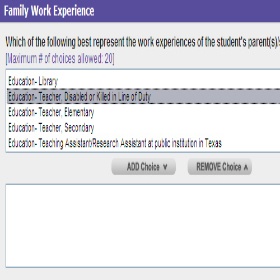 Family Work Experience
Which of the following best represent the work experiences of the student's parent(s)/
[Maximum # of choices allowed: 20]
Education- Library
Education- Teacher, Disabled or Killed in Line of Duty
Education- Teacher, Elementary
Education- Teacher, Secondary
Education- Teaching Assistant/Research Assistant at public institution in Texas
ADD Choice
REMOVE Choice